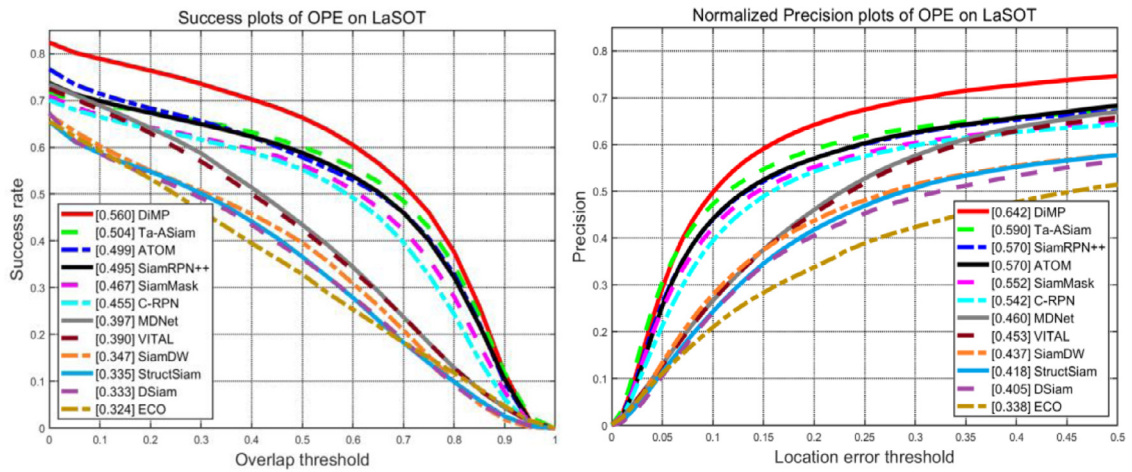 Success plots of OPE on LaSOT
0.8
0.7
0.6
0.5
0.4
0.3
0.2
0.1
0
Success rate
[0.560] DiMP
[0.504] Ta-ASiam
[0.499] ATOM
[0.495] SiamRPN++
[0.467] SiamMask
[0.455] C-RPN
[0.397] MDNet
[0.390] VITAL
[0.347] SiamDW
[0.335] StructSiam
[0.333] DSiam
[0.324] ECO
0 0.1 0.2 0.3 0.4 0.5 0.6 0.7 0.8 0.9 1
Overlap threshold
Normalized Precision plots of OPE on LaSOT
0.8
0.7
0.6
0.5
0.4
0.3
0.2
0.1
0
Precision
[0.642] DiMP
[0.590] Ta-ASiam
[0.570] SiamRPN++
[0.570] ATOM
[0.552] SiamMask
[0.542] C-RPN
[0.460] MDNet
[0.453] VITAL
[0.437] SiamDW
[0.418] StructSiam
[0.405] DSiam
[0.338] ECO
0 0.05 0.1 0.15 0.2 0.25 0.3 0.35 0.4 0.45 0.5
Location error threshold